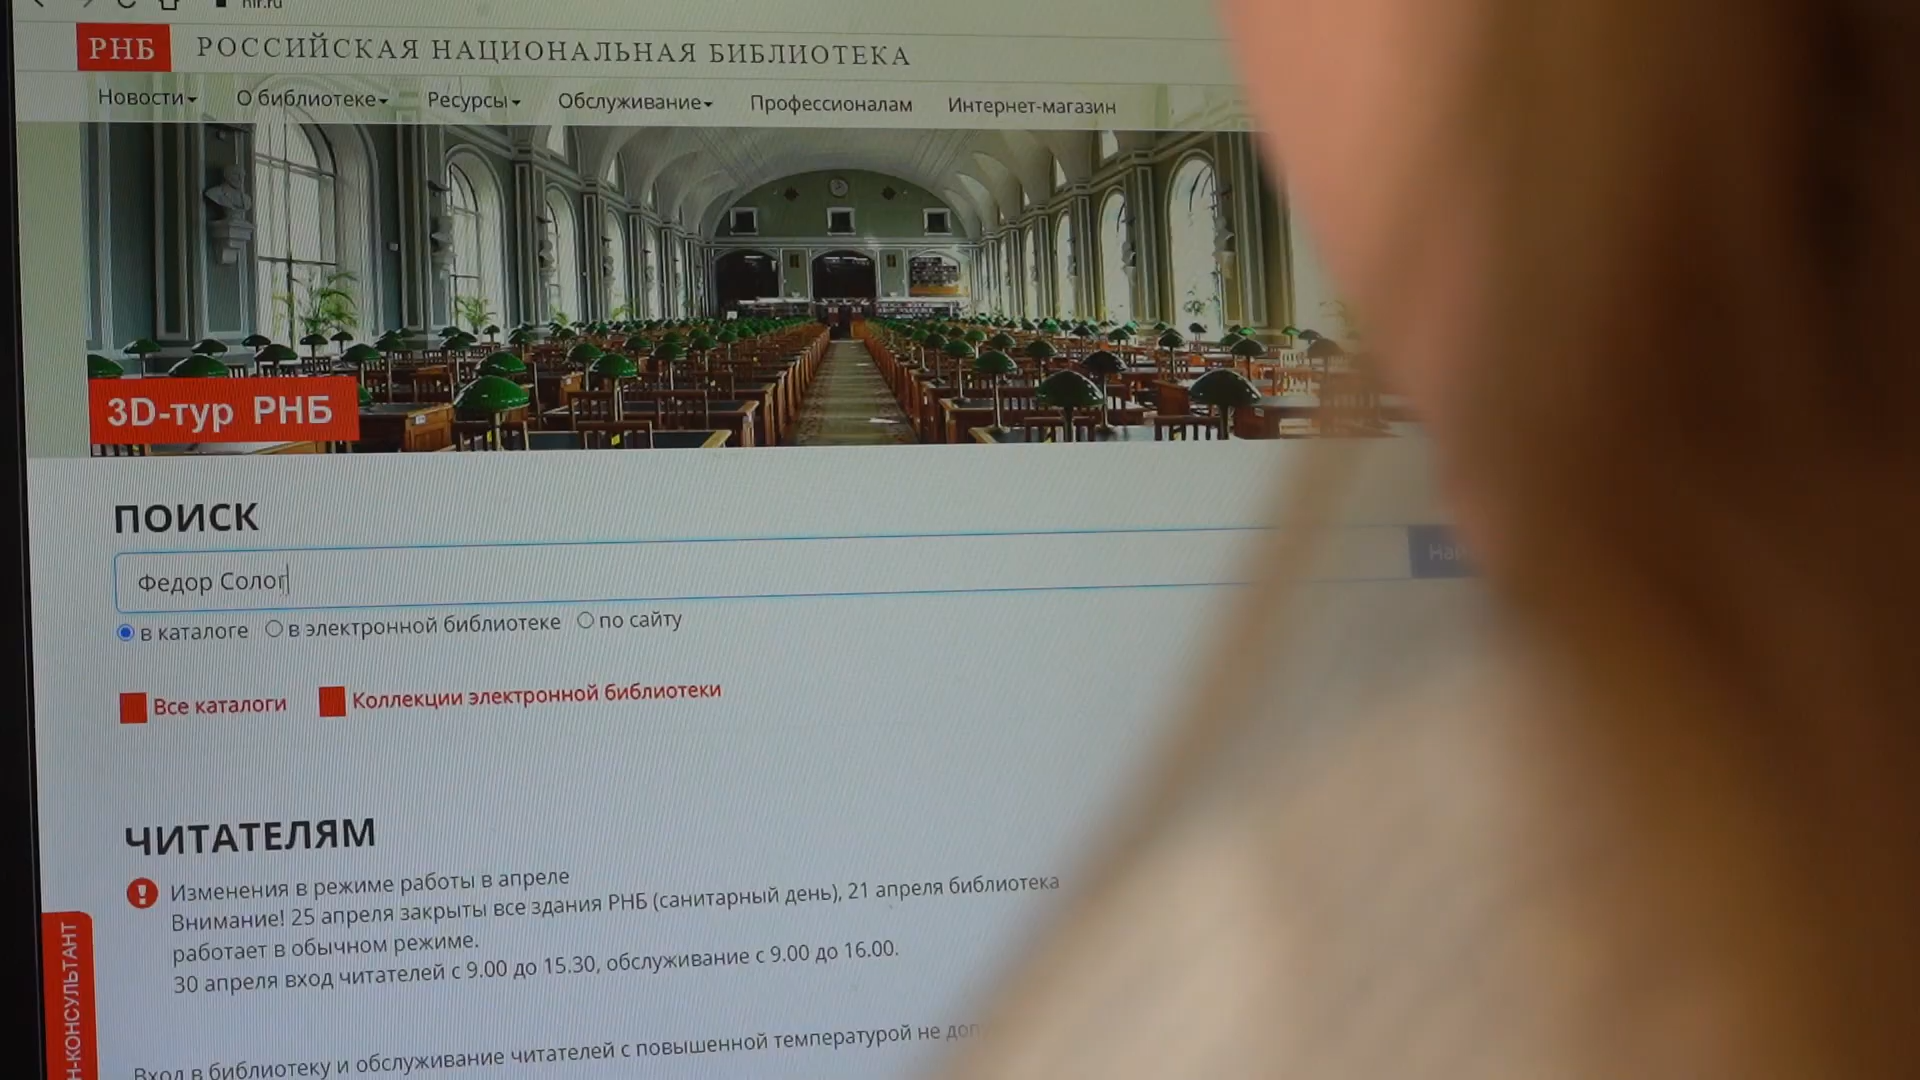 nlr.ru
РНБ РОССИЙСКАЯ НАЦИОНАЛЬНАЯ БИБЛИОТЕКА
Новости О библиотеке Ресурсы Обслуживание Профессионалам Интернет-магазин
3D-тур РНБ
ПОИСК
Федор Солог
в каталоге в электронной библиотеке по сайту
Все каталоги Коллекции электронной библиотеки
ЧИТАТЕЛЯМ
Изменения в режиме работы в апреле
Внимание! 25 апреля закрыты все здания РНБ (санитарный день), 21 апреля библиотека
работает в обычном режиме.
30 апреля вход читателей с 9.00 до 15.30, обслуживание с 9.00 до 16.00.
Н-КОНСУЛЬТАНТ
Вход в библиотеку и обслуживание читателей с повышенной температурой не